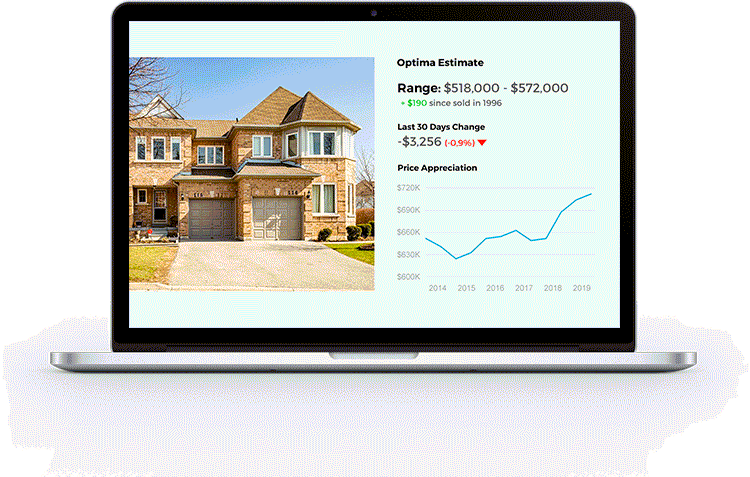 Optima Estimate
Range: $518,000 - $572,000
+ $190 since sold in 1996
Last 30 Days Change
-$3,256 (-0,9%)
Price Appreciation
$720K
$690K
$660K
$630K
$600K
2014 2015 2016 2017 2018 2019